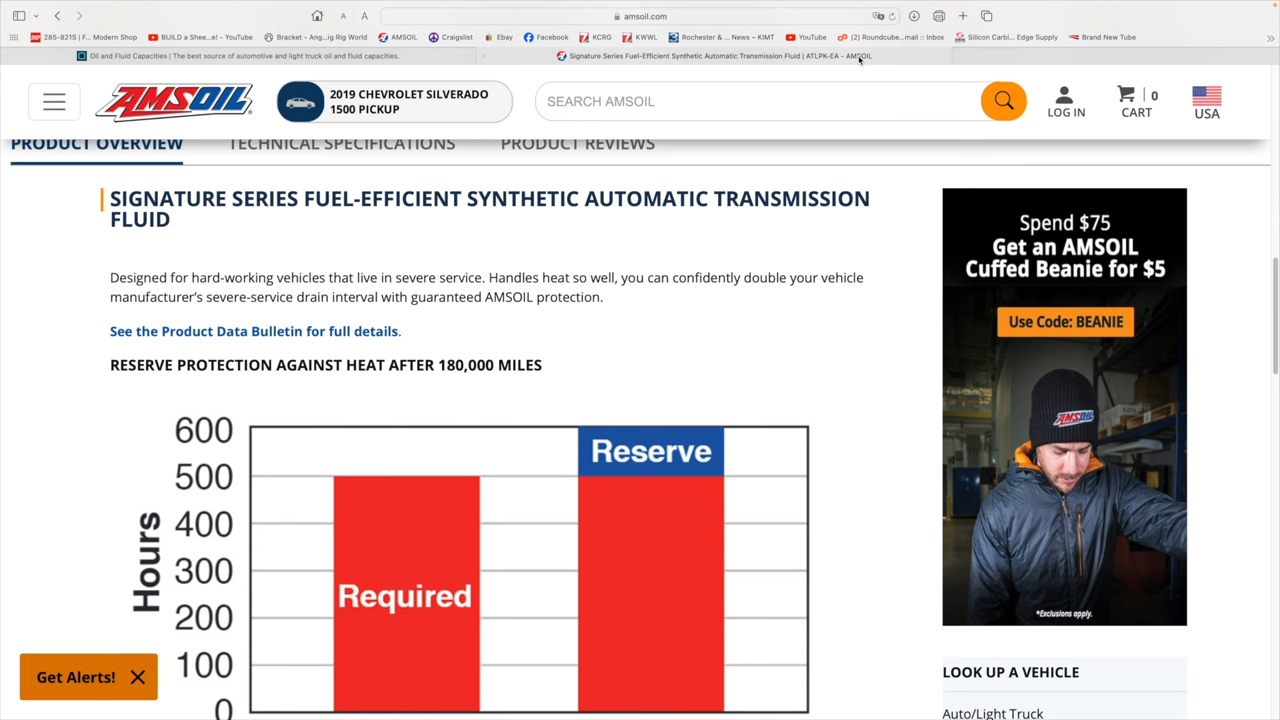 A
A
amsoil.com
285-821S | F... Modern Shop
BUILD a Shee...e! - YouTube
Bracket - Ang...ig Rig World
AMSOIL
Craigslist
Ebay
Facebook
KCRG
KWWL
Rochester & ... News – KIMT
YouTube
(2) Roundcube...mail :: Inbox
Silicon Carbi... Edge Supply
Brand New Tube
Oil and Fluid Capacities | The best source of automotive and light truck oil and fluid capacities.
Signature Series Fuel-Efficient Synthetic Automatic Transmission Fluid | ATLPK-EA - AMSOIL
AMSOIL
2019 CHEVROLET SILVERADO
1500 PICKUP
SEARCH AMSOIL
LOG IN
0
CART
USA
PRODUCT OVERVIEW
TECHNICAL SPECIFICATIONS
PRODUCT REVIEWS
SIGNATURE SERIES FUEL-EFFICIENT SYNTHETIC AUTOMATIC TRANSMISSION
FLUID
Designed for hard-working vehicles that live in severe service. Handles heat so well, you can confidently double your vehicle
manufacturer's severe-service drain interval with guaranteed AMSOIL protection.
See the Product Data Bulletin for full details.
RESERVE PROTECTION AGAINST HEAT AFTER 180,000 MILES
Hours
600
500
400
300
200
100
0
Required
Reserve
Get Alerts!
Spend $75
Get an AMSOIL
Cuffed Beanie for $5
Use Code: BEANIE
AMSOIL
*Exclusions apply.
LOOK UP A VEHICLE
Auto/Light Truck